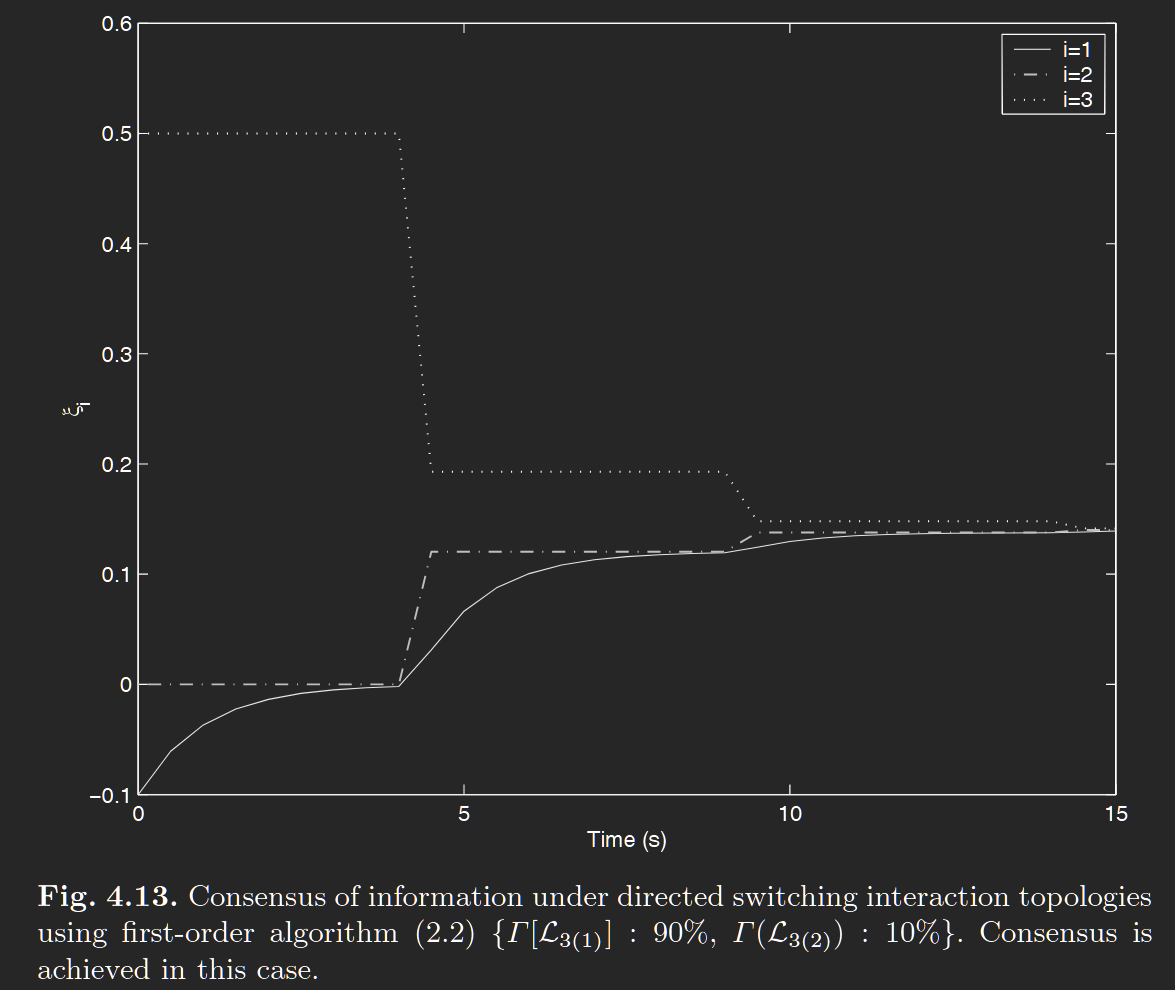 0.6
i=1
i=2
i=3
0.5
0.4
0.3
ξi
0.2
0.1
0
−0.1
0
5
10
15
Time (s)
Fig. 4.13. Consensus of information under directed switching interaction topologies
using first-order algorithm (2.2) {Γ[ℒ3(1)] : 90%, Γ(ℒ3(2)) : 10%}. Consensus is
achieved in this case.